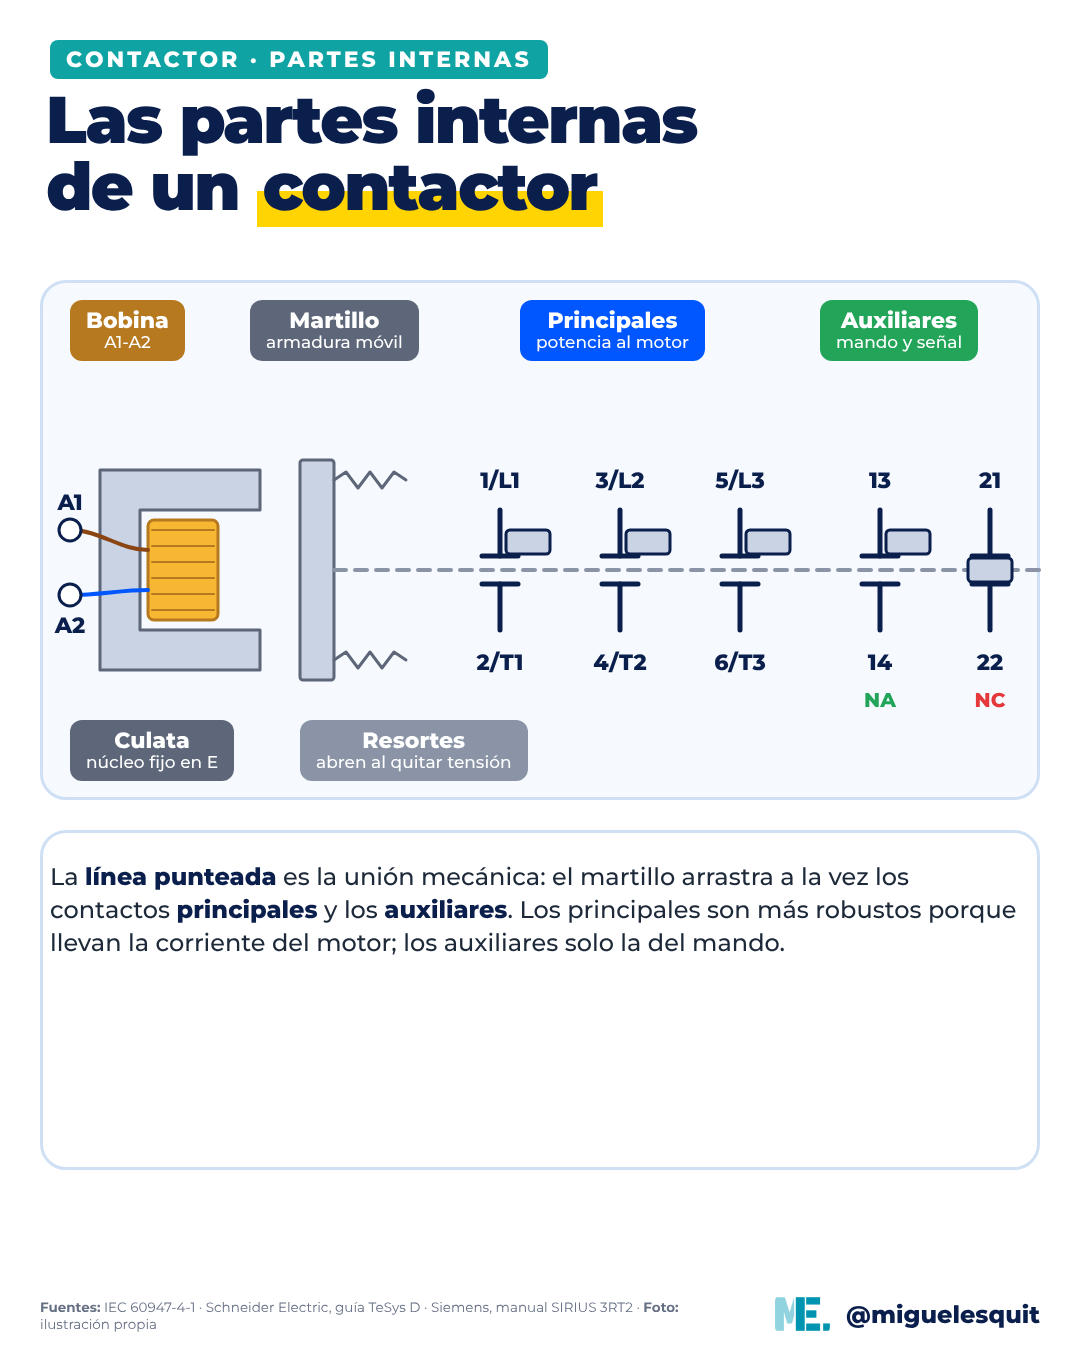 CONTACTOR · PARTES INTERNAS
Las partes internas
de un contactor
Bobina
A1-A2
Martillo
armadura móvil
Principales
potencia al motor
Auxiliares
mando y señal
A1
A2
1/L1
3/L2
5/L3
13
21
2/T1
4/T2
6/T3
14
22
NA
NC
Culata
núcleo fijo en E
Resortes
abren al quitar tensión
La línea punteada es la unión mecánica: el martillo arrastra a la vez los
contactos principales y los auxiliares. Los principales son más robustos porque
llevan la corriente del motor; los auxiliares solo la del mando.
Fuentes: IEC 60947-4-1 · Schneider Electric, guía TeSys D · Siemens, manual SIRIUS 3RT2 · Foto:
ilustración propia
ME.
@miguelesquit